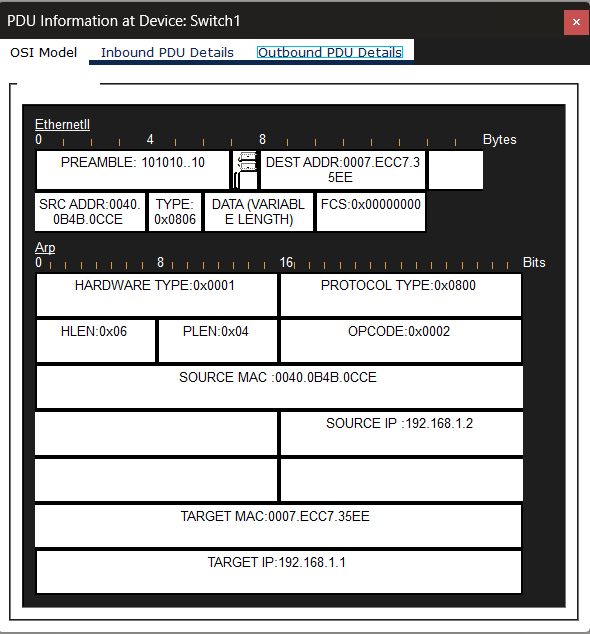 PDU Information at Device: Switch1
×
OSI Model Inbound PDU Details Outbound PDU Details
EthernetII
0 4 8 Bytes
PREAMBLE: 101010..10 DEST ADDR:0007.ECC7.3
5EE
SRC ADDR:0040. TYPE: DATA (VARIABL FCS:0x00000000
0B4B.0CCE 0x0806 E LENGTH)
Arp
0 8 16 Bits
HARDWARE TYPE:0x0001 PROTOCOL TYPE:0x0800
HLEN:0x06 PLEN:0x04 OPCODE:0x0002
SOURCE MAC :0040.0B4B.0CCE
SOURCE IP :192.168.1.2
TARGET MAC:0007.ECC7.35EE
TARGET IP:192.168.1.1